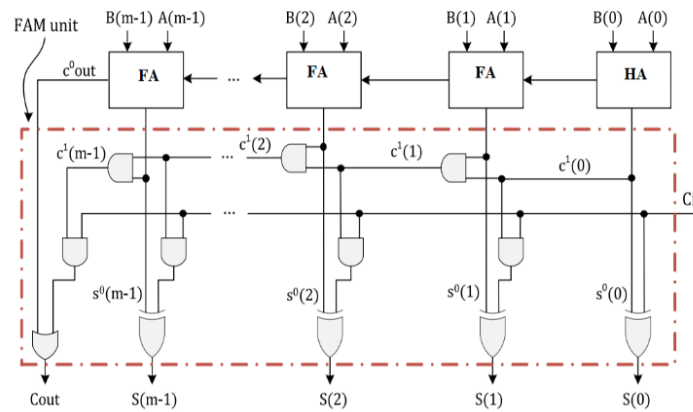 FAM unit
B(m-1) A(m-1) B(2) A(2) B(1) A(1) B(0) A(0)
c⁰out FA ... FA FA HA
c¹(m-1) ... c¹(2) c¹(1) c¹(0)
...
s⁰(m-1) s⁰(2) s⁰(1) s⁰(0)
Cout S(m-1) S(2) S(1) S(0)